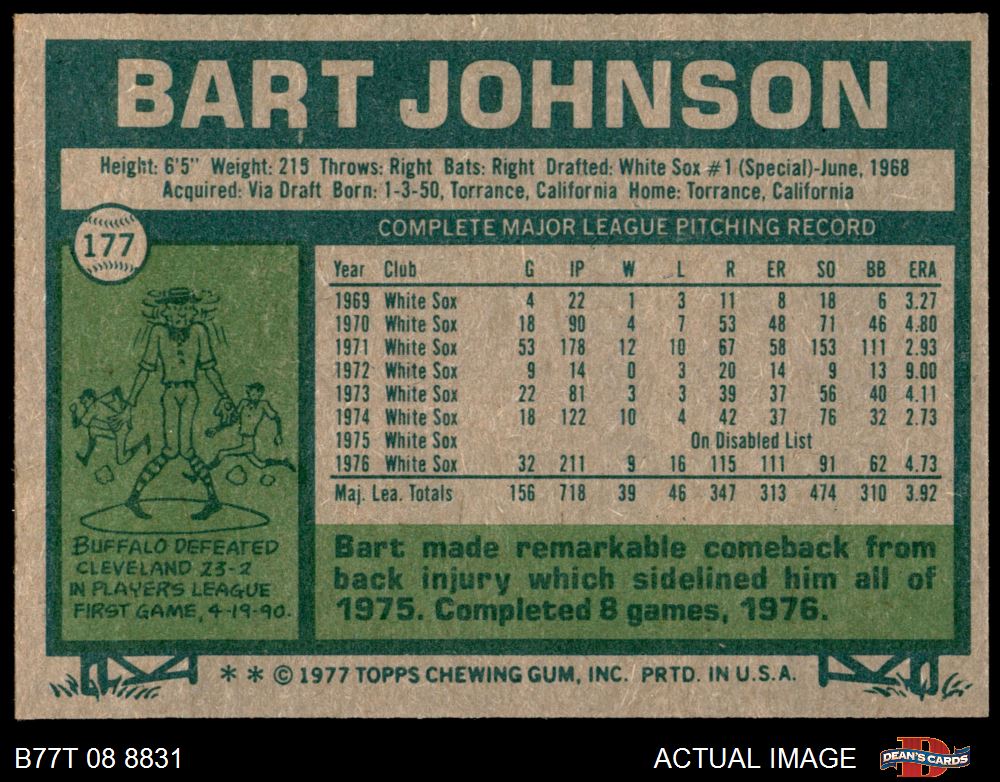 BART JOHNSON
Height: 6'5" Weight: 215 Throws: Right Bats: Right Drafted: White Sox #1 (Special)-June, 1968
Acquired: Via Draft Born: 1-3-50, Torrance, California Home: Torrance, California
177
COMPLETE MAJOR LEAGUE PITCHING RECORD
Year Club G IP W L R ER SO BB ERA
1969 White Sox 4 22 1 3 11 8 18 6 3.27
1970 White Sox 18 90 4 7 53 48 71 46 4.80
1971 White Sox 53 178 12 10 67 58 153 111 2.93
1972 White Sox 9 14 0 3 20 14 9 13 9.00
1973 White Sox 22 81 3 3 39 37 56 40 4.11
1974 White Sox 18 122 10 4 42 37 76 32 2.73
1975 White Sox On Disabled List
1976 White Sox 32 211 9 16 115 111 91 62 4.73
Maj. Lea. Totals 156 718 39 46 347 313 474 310 3.92
BUFFALO DEFEATED
CLEVELAND 23-2
IN PLAYER'S LEAGUE
FIRST GAME, 4-19-90.
Bart made remarkable comeback from
back injury which sidelined him all of
1975. Completed 8 games, 1976.
* * © 1977 TOPPS CHEWING GUM, INC. PRTD. IN U.S.A.
B77T 08 8831
ACTUAL IMAGE
DEAN'S CARDS